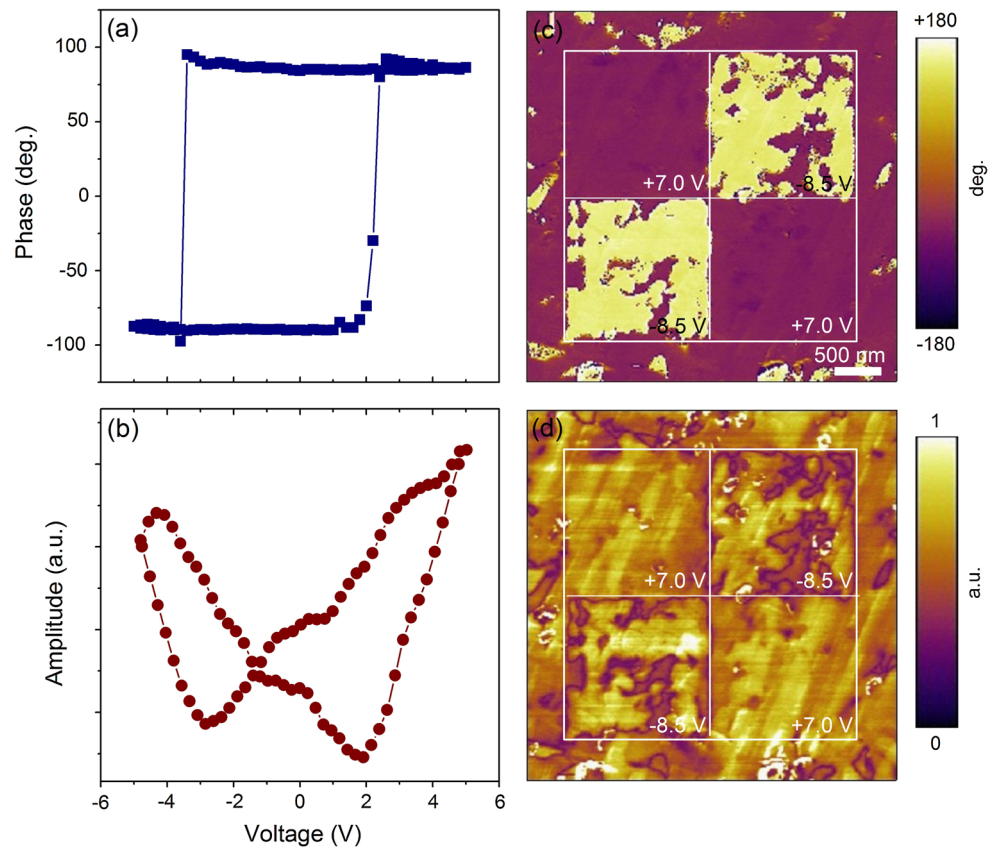 (a)
100
50
0
-50
-100
Phase (deg.)
(c)
+7.0 V
-8.5 V
-8.5 V
+7.0 V
500 nm
+180
deg.
-180
(b)
Amplitude (a.u.)
-6
-4
-2
0
2
4
6
Voltage (V)
(d)
+7.0 V
-8.5 V
-8.5 V
+7.0 V
1
a.u.
0